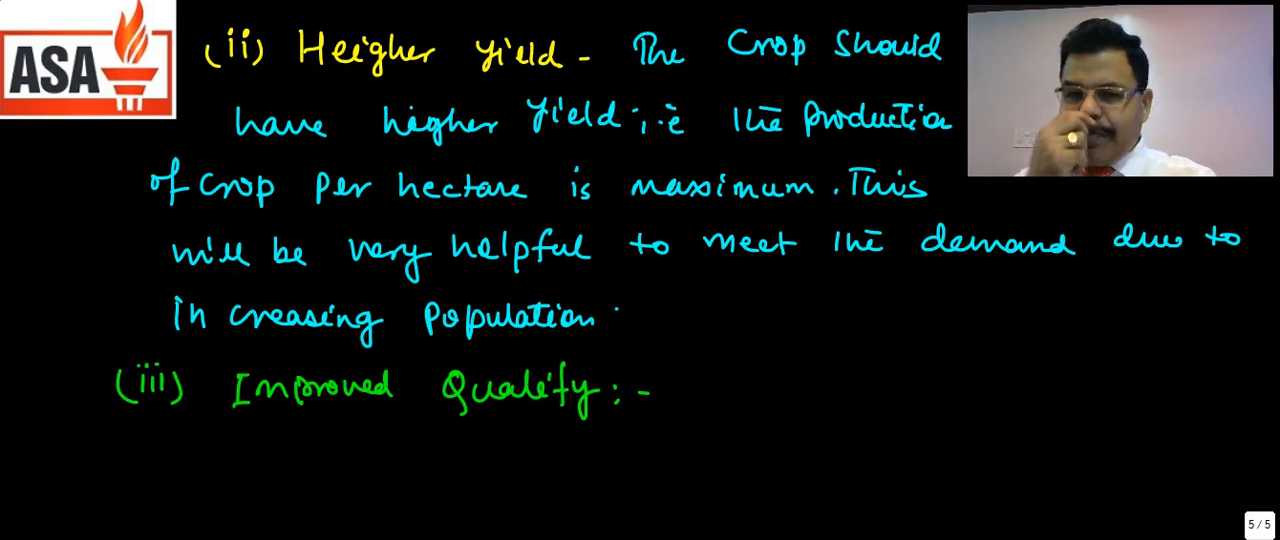 ASA
(ii) Heigher Yield - The Crop Should
have higher Yield i.e the production
of crop per hectare is maximum. This
will be very helpful to meet the demand due to
increasing Population.
(iii) Improved Quality :-
5/5